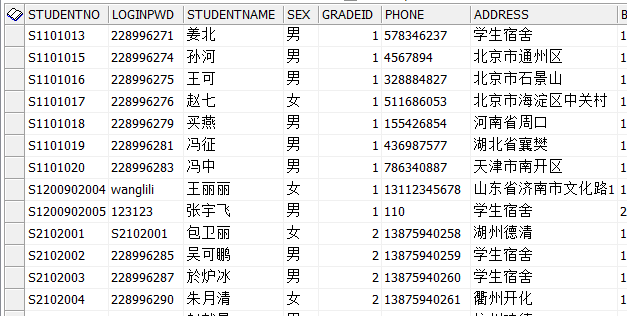 STUDENTNO LOGINPWD STUDENTNAME SEX GRADEID PHONE ADDRESS B
S1101013 228996271 姜北 男 1 578346237 学生宿舍 1
S1101015 228996274 孙河 男 1 4567894 北京市通州区 1
S1101016 228996275 王可 男 1 328884827 北京市石景山 1
S1101017 228996276 赵七 女 1 511686053 北京市海淀区中关村 1
S1101018 228996279 买燕 男 1 155426854 河南省周口 1
S1101019 228996281 冯征 男 1 436987577 湖北省襄樊 1
S1101020 228996283 冯中 男 1 786340887 天津市南开区 1
S1200902004 wanglili 王丽丽 女 1 13112345678 山东省济南市文化路1 1
S1200902005 123123 张宇飞 男 1 110 学生宿舍 2
S2102001 S2102001 包卫丽 女 2 13875940258 湖州德清 1
S2102002 228996285 吴可鹏 男 2 13875940259 学生宿舍 1
S2102003 228996287 於炉冰 男 2 13875940260 学生宿舍 1
S2102004 228996290 朱月清 女 2 13875940261 衢州开化 1